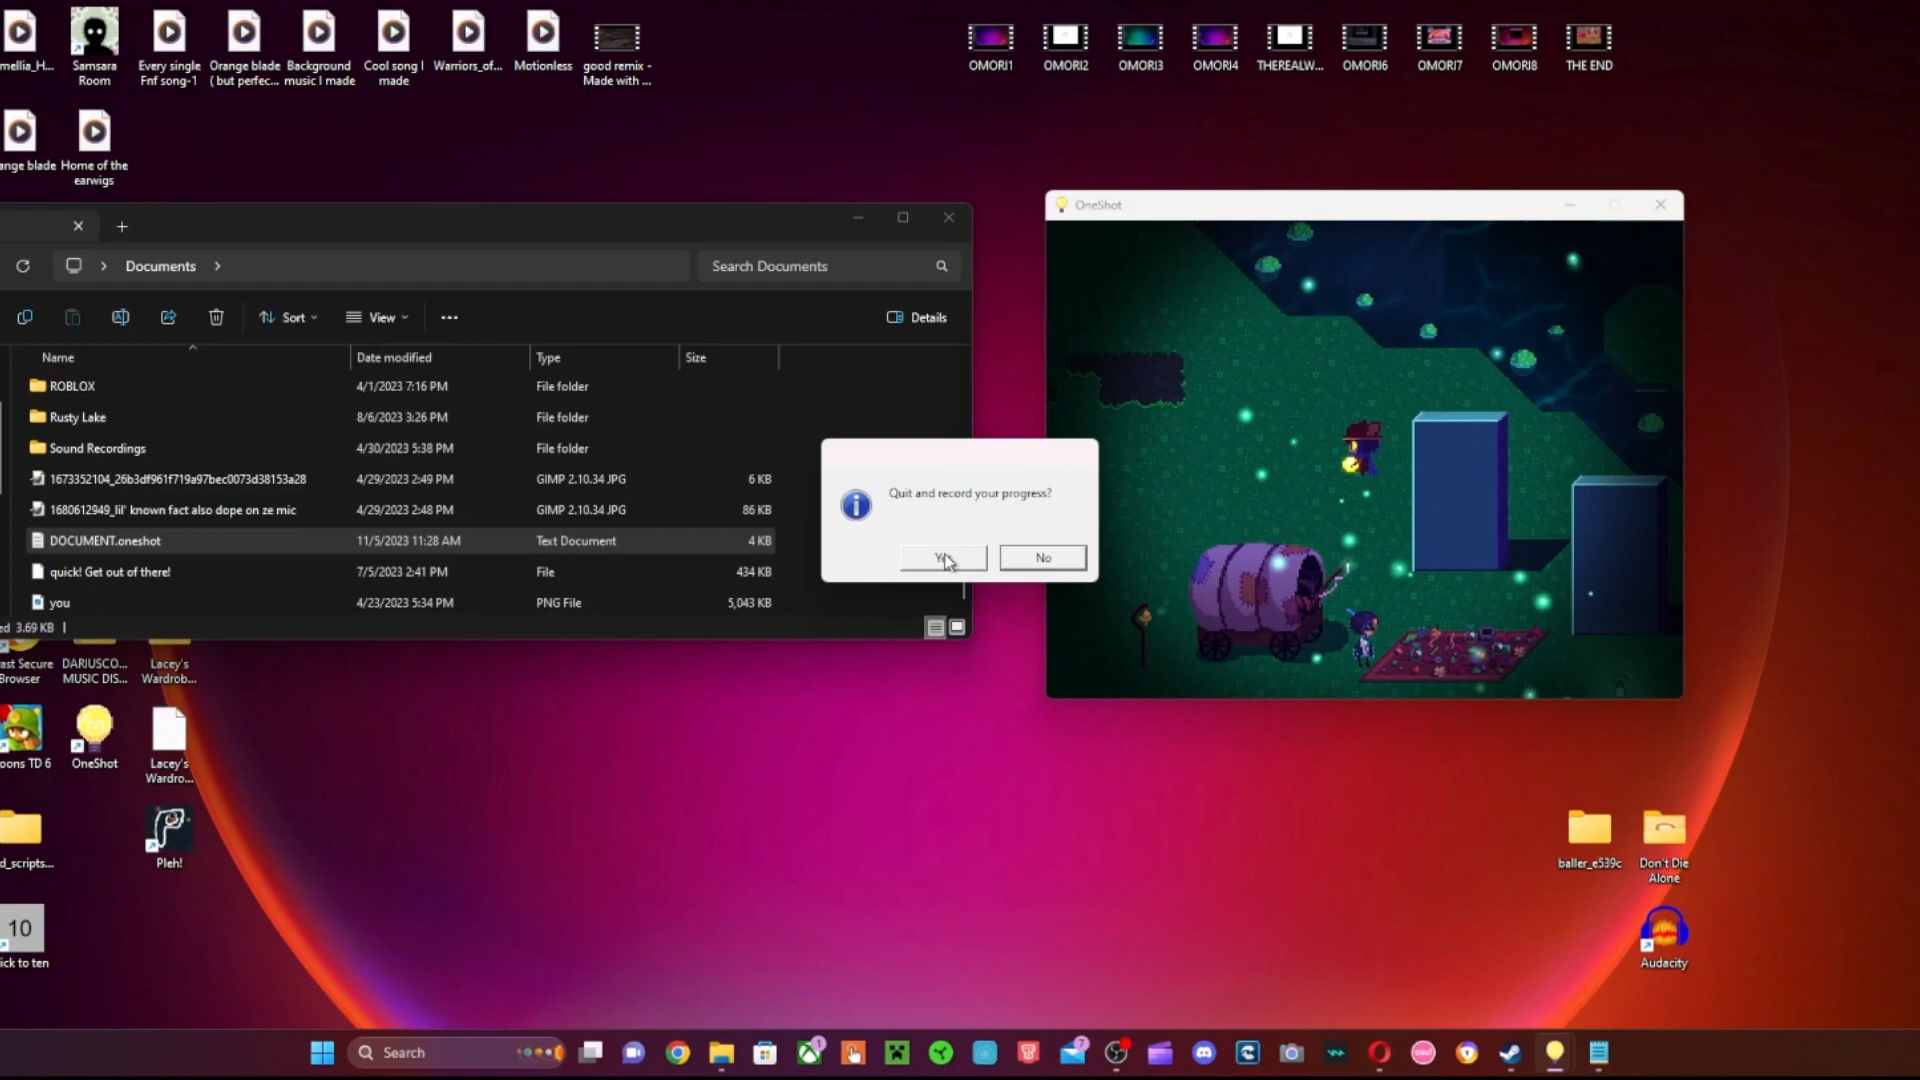 mellia_H...
Samsara
Room
Every single
Fnf song-1
Orange blade
( but perfec...
Background
music I made
Cool song I
made
Warriors_of...
Motionless
good remix -
Made with ...
OMORI1
OMORI2
OMORI3
OMORI4
THEREALW...
OMORI6
OMORI7
OMORI8
THE END
ange blade
Home of the
earwigs
OneShot
Documents
Search Documents
Sort
View
Details
Name
Date modified
Type
Size
ROBLOX 4/1/2023 7:16 PM File folder
Rusty Lake 8/6/2023 3:26 PM File folder
Sound Recordings 4/30/2023 5:38 PM File folder
1673352104_26b3df961f719a97bec0073d38153a28 4/29/2023 2:49 PM GIMP 2.10.34 JPG 6 KB
1680612949_lil' known fact also dope on ze mic 4/29/2023 2:48 PM GIMP 2.10.34 JPG 86 KB
DOCUMENT.oneshot 11/5/2023 11:28 AM Text Document 4 KB
quick! Get out of there! 7/5/2023 2:41 PM File 434 KB
you 4/23/2023 5:34 PM PNG File 5,043 KB
ed 3.69 KB
Quit and record your progress?
No
ast Secure
Browser
DARIUSCO...
MUSIC DIS...
Lacey's
Wardrob...
oons TD 6
OneShot
Lacey's
Wardro...
d_scripts...
Pleh!
baller_e539c
Don't Die
Alone
10
ick to ten
Audacity
Search
1
7